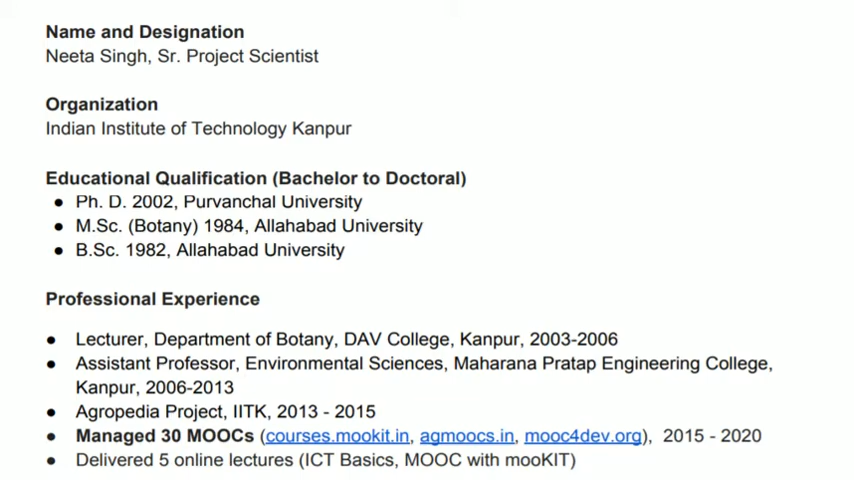 Name and Designation
Neeta Singh, Sr. Project Scientist
Organization
Indian Institute of Technology Kanpur
Educational Qualification (Bachelor to Doctoral)
● Ph. D. 2002, Purvanchal University
● M.Sc. (Botany) 1984, Allahabad University
● B.Sc. 1982, Allahabad University
Professional Experience
● Lecturer, Department of Botany, DAV College, Kanpur, 2003-2006
● Assistant Professor, Environmental Sciences, Maharana Pratap Engineering College,
Kanpur, 2006-2013
● Agropedia Project, IITK, 2013 - 2015
● Managed 30 MOOCs (courses.mookit.in, agmoocs.in, mooc4dev.org), 2015 - 2020
● Delivered 5 online lectures (ICT Basics, MOOC with mooKIT)